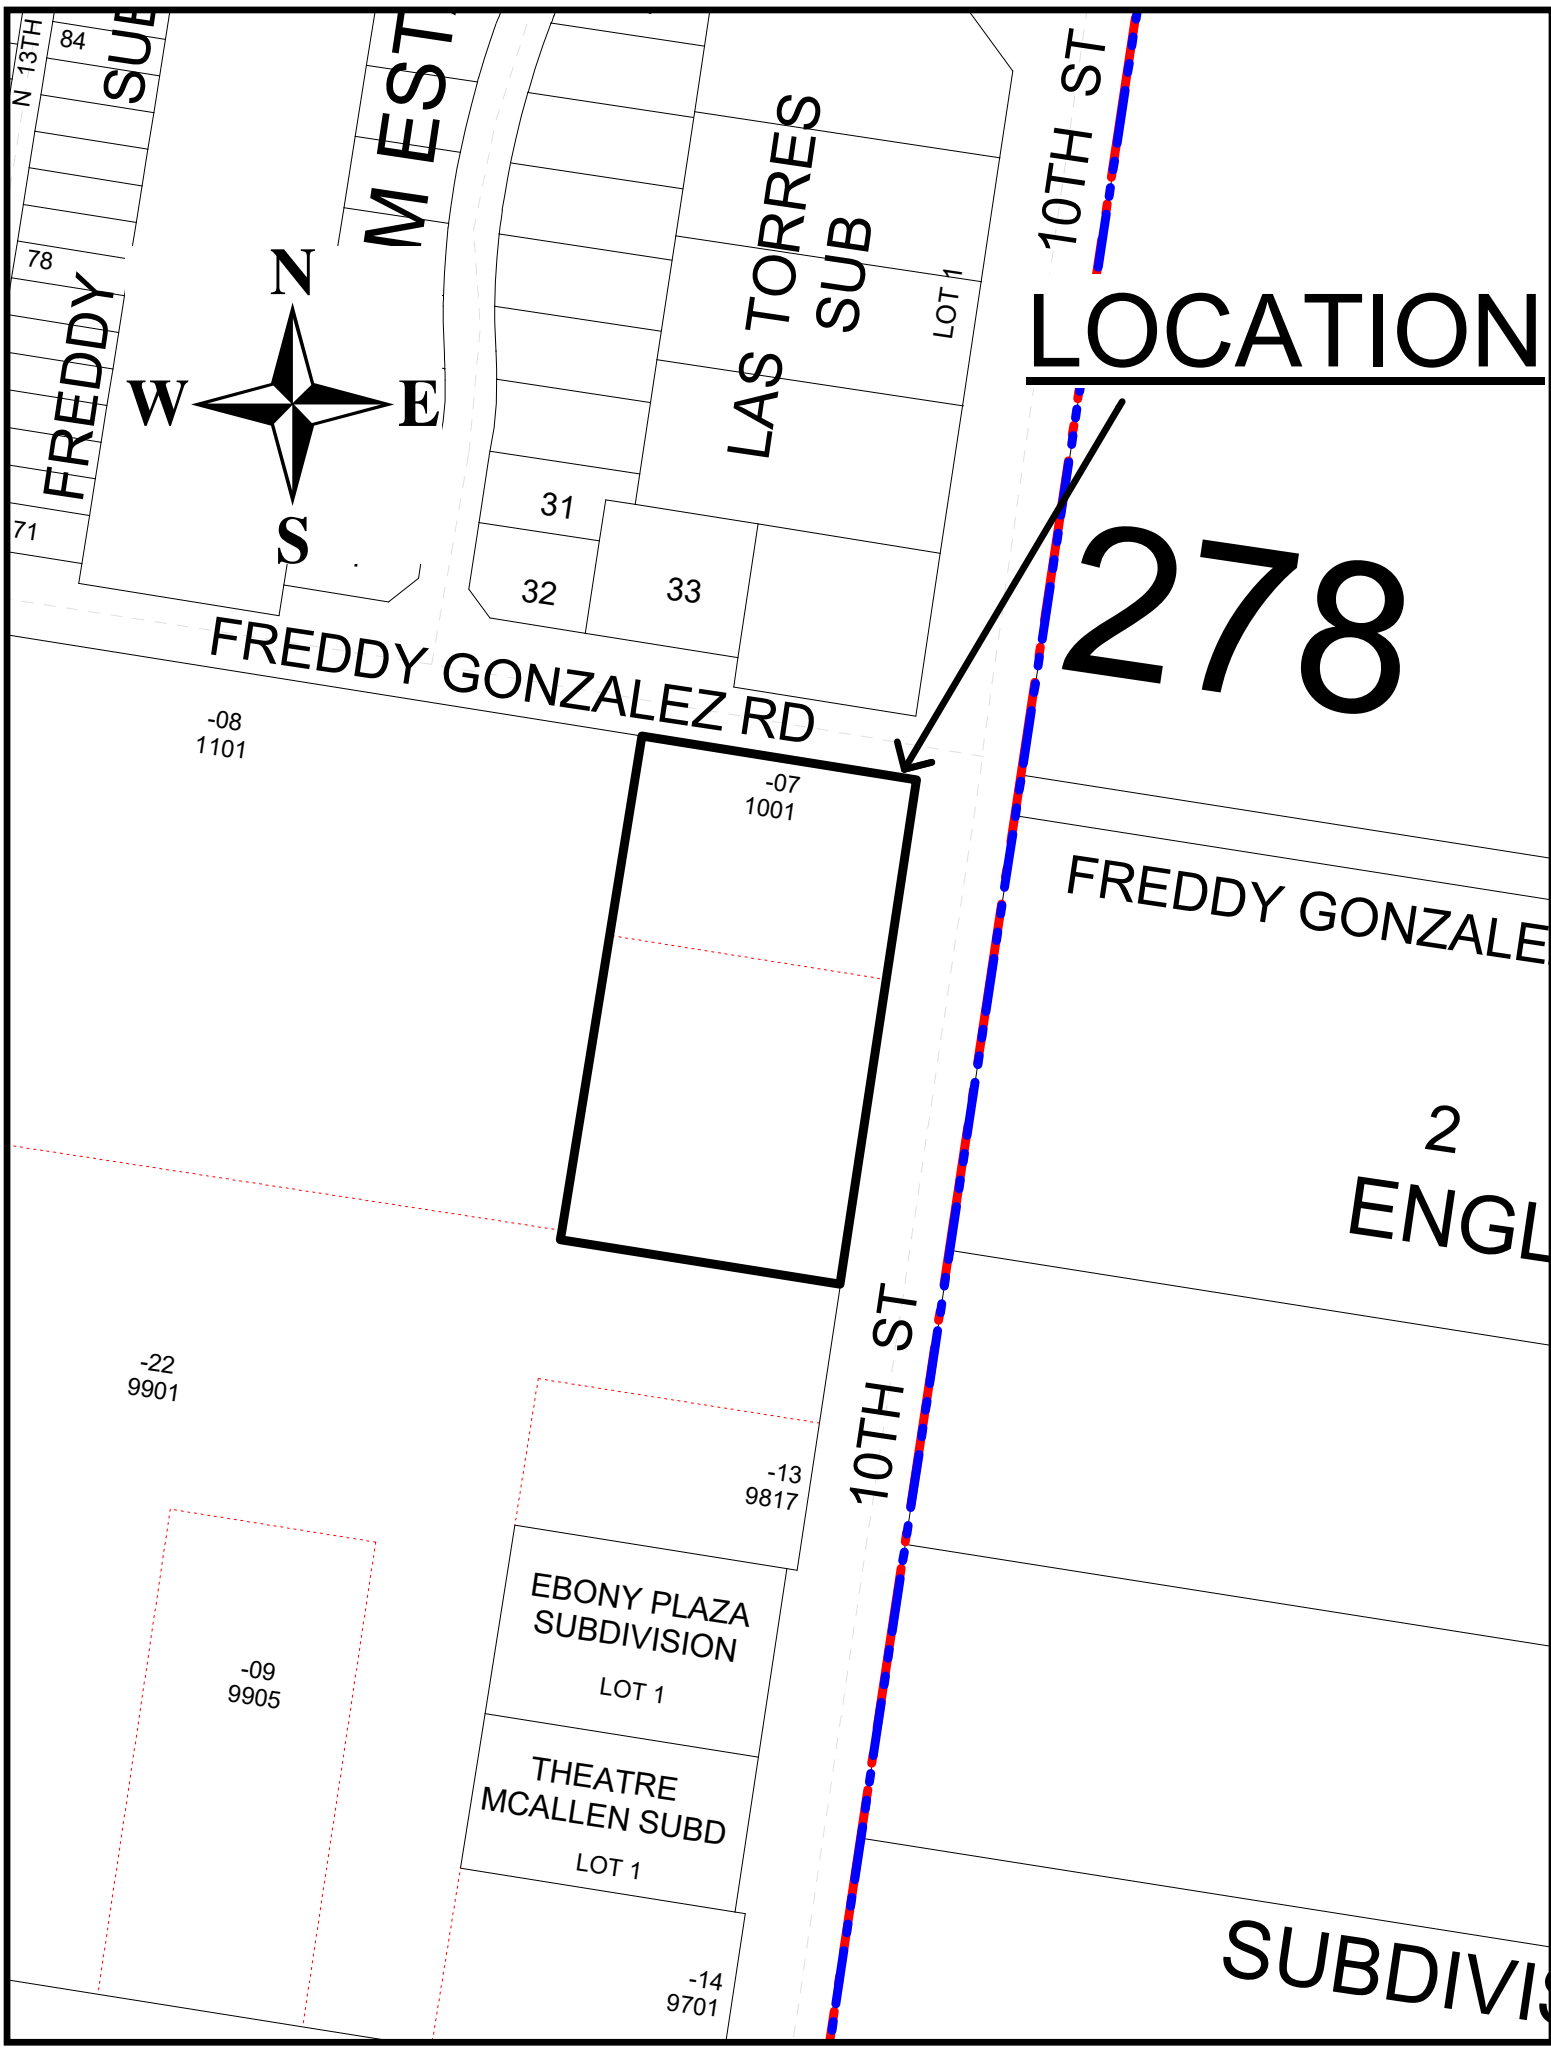 N 13TH
84
SUB
M EST
10TH ST
LAS TORRES
SUB
LOT 1
78
FREDDY
N
W
E
S
LOCATION
71
31
32
33
278
FREDDY GONZALEZ RD
-08
1101
-07
1001
FREDDY GONZALE
2
ENGL
10TH ST
-22
9901
-13
9817
EBONY PLAZA
SUBDIVISION
LOT 1
-09
9905
THEATRE
MCALLEN SUBD
LOT 1
-14
9701
SUBDIVIS